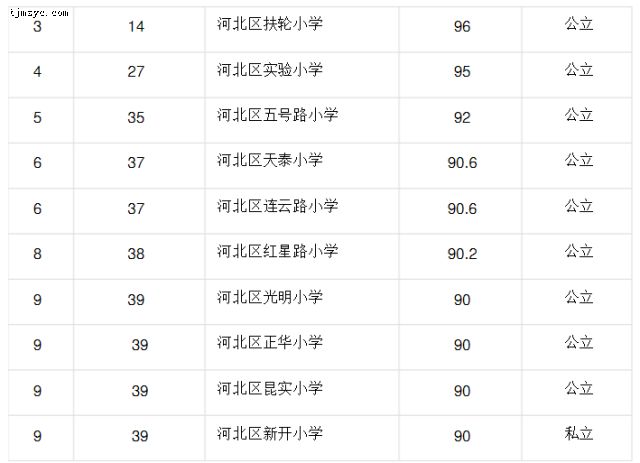 tjmzyc.com
3 14 河北区扶轮小学 96 公立
4 27 河北区实验小学 95 公立
5 35 河北区五号路小学 92 公立
6 37 河北区天泰小学 90.6 公立
6 37 河北区连云路小学 90.6 公立
8 38 河北区红星路小学 90.2 公立
9 39 河北区光明小学 90 公立
9 39 河北区正华小学 90 公立
9 39 河北区昆实小学 90 公立
9 39 河北区新开小学 90 私立